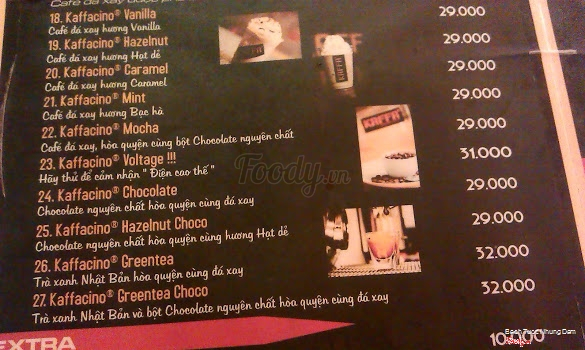 18. Kaffacino® Vanilla 29.000
Café đá xay hương Vanilla
19. Kaffacino® Hazelnut 29.000
Café đá xay hương Hạt dẻ
20. Kaffacino® Caramel 29.000
Café đá xay hương Caramel
21. Kaffacino® Mint 29.000
Café đá xay hương Bạc hà
22. Kaffacino® Mocha 29.000
Café đá xay, hòa quyện cùng bột Chocolate nguyên chất
23. Kaffacino® Voltage !!! 31.000
Hãy thử để cảm nhận " Điện cao thế "
24. Kaffacino® Chocolate 29.000
Chocolate nguyên chất hòa quyện cùng đá xay
25. Kaffacino® Hazelnut Choco 29.000
Chocolate nguyên chất hòa quyện cùng hương Hạt dẻ
26. Kaffacino® Greentea 32.000
Trà xanh Nhật Bản hòa quyện cùng đá xay
27. Kaffacino® Greentea Choco 32.000
Trà xanh Nhật Bản và bột Chocolate nguyên chất hòa quyện cùng đá xay
EXTRA 10.000
KAFFA
KAFFA
Foody.vn